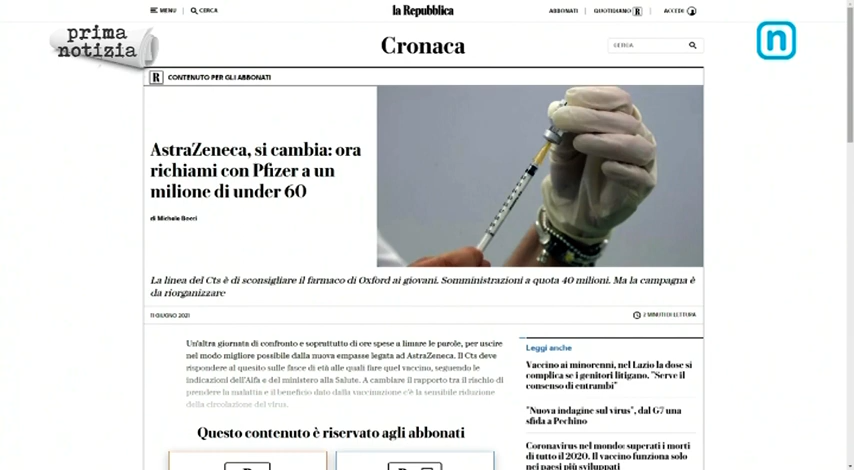 MENU
CERCA
la Repubblica
ABBONATI
QUOTIDIANO R
ACCEDI
prima
notizia
Cronaca
CERCA
n
R CONTENUTO PER GLI ABBONATI
AstraZeneca, si cambia: ora
richiami con Pfizer a un
milione di under 60
di Michele Bocci
La linea del Cts è di sconsigliare il farmaco di Oxford ai giovani. Somministrazioni a quota 40 milioni. Ma la campagna è
da riorganizzare
11 GIUGNO 2021
2 MINUTI DI LETTURA
Un'altra giornata di confronto e soprattutto di ore spese a limare le parole, per uscire
nel modo migliore possibile dalla nuova empasse legata ad AstraZeneca. Il Cts deve
rispondere al quesito sulle fasce di età alle quali fare quel vaccino, seguendo le
indicazioni dell'Aifa e del ministero alla Salute. A cambiare il rapporto tra il rischio di
prendere la malattia e il beneficio dato dalla vaccinazione c'è la sensibile riduzione
della circolazione del virus.
Questo contenuto è riservato agli abbonati
Leggi anche
Vaccino ai minorenni, nel Lazio la dose si
complica se i genitori litigano. "Serve il
consenso di entrambi"
"Nuova indagine sul virus", dal G7 una
sfida a Pechino
Coronavirus nel mondo: superati i morti
di tutto il 2020. Il vaccino funziona solo
nei paesi più sviluppati